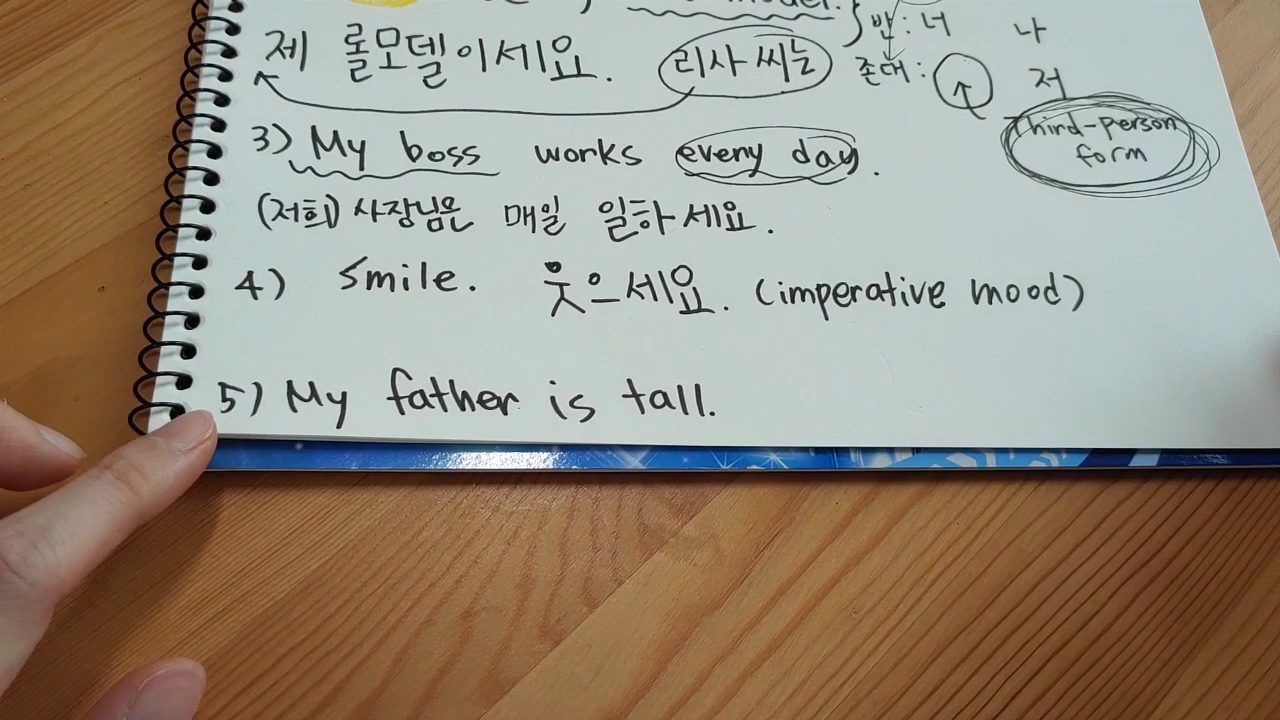 model.
반: 너 나
제 롤모델이세요. 리사 씨는
존대: 저
Third-person
form
3) My boss works every day.
(저희) 사장님은 매일 일하세요.
4) Smile. 웃으세요. (imperative mood)
5) My father is tall.